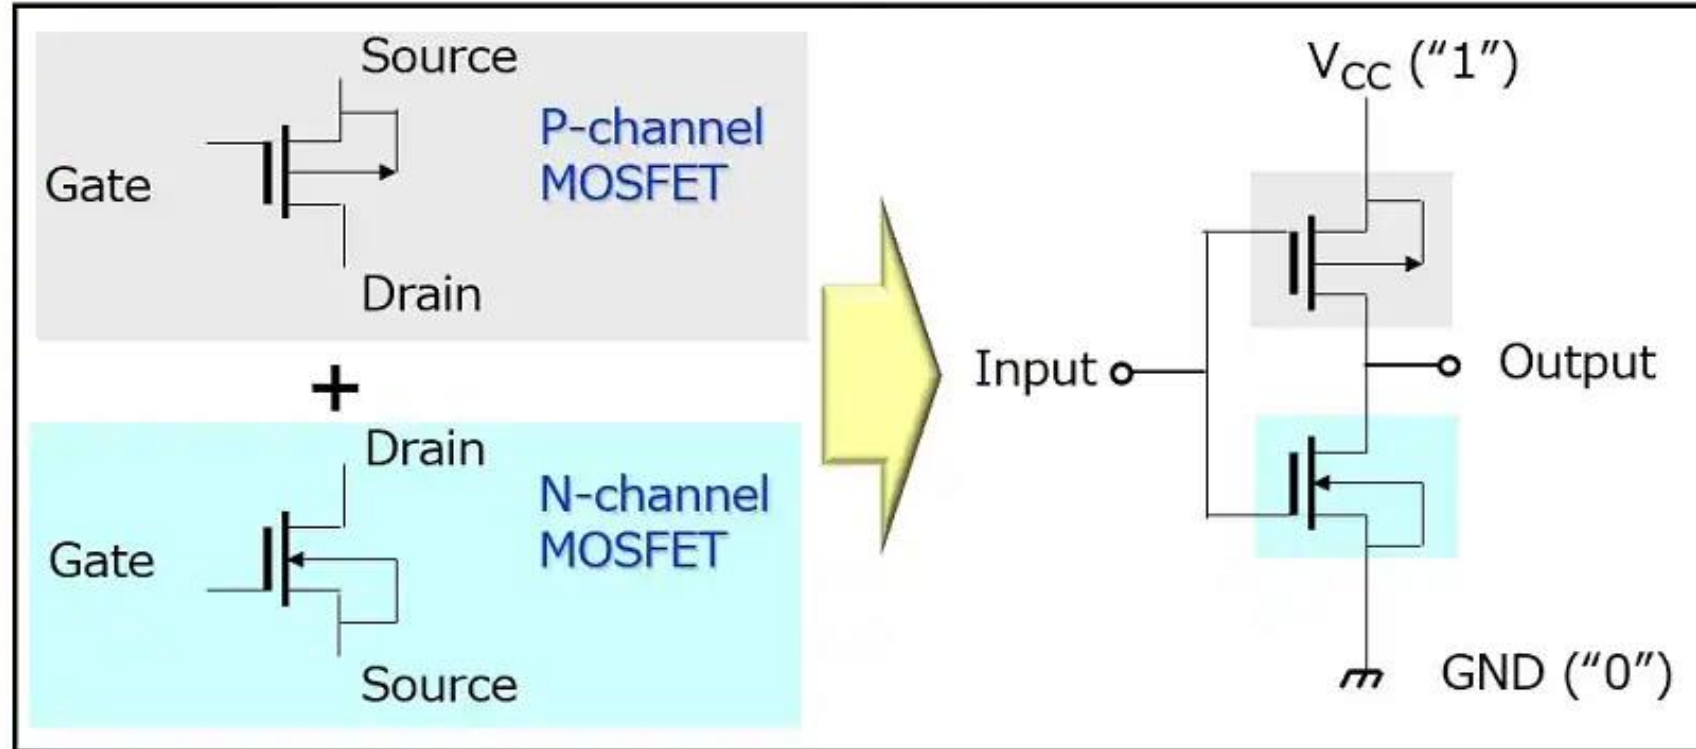 Source
P-channel
MOSFET
Gate
Drain
+
Drain
N-channel
MOSFET
Gate
Source
VCC (“1”)
Input
Output
GND (“0”)